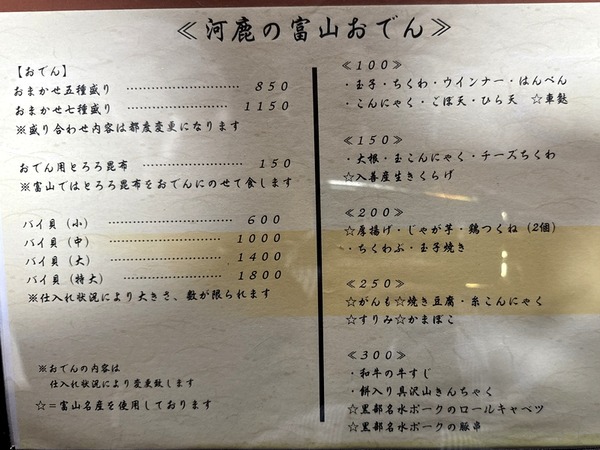 ≪河鹿の富山おでん≫
【おでん】
おまかせ五種盛り ………………………… 850
おまかせ七種盛り ………………………… 1150
※盛り合わせ内容は都度変更になります
おでん用とろろ昆布 ………………………… 150
※富山ではとろろ昆布をおでんにのせて食します
バイ貝（小） ………………………… 600
バイ貝（中） ………………………… 1000
バイ貝（大） ………………………… 1400
バイ貝（特大） ………………………… 1800
※仕入れ状況により大きさ、数が限られます
※おでんの内容は
仕入れ状況により変更致します
☆＝富山名産を使用しております
≪100≫
・玉子・ちくわ・ウインナー・はんぺん
・こんにゃく・ごぼ天・ひら天 ☆車麩
≪150≫
・大根・玉こんにゃく・チーズちくわ
☆入善産生きくらげ
≪200≫
☆厚揚げ・じゃが芋・鶏つくね（2個）
・ちくわぶ・玉子焼き
≪250≫
☆がんも☆焼き豆腐・糸こんにゃく
☆すりみ☆かまぼこ
≪300≫
・和牛の牛すじ
・餅入り具沢山きんちゃく
☆黒部名水ポークのロールキャベツ
☆黒部名水ポークの豚串